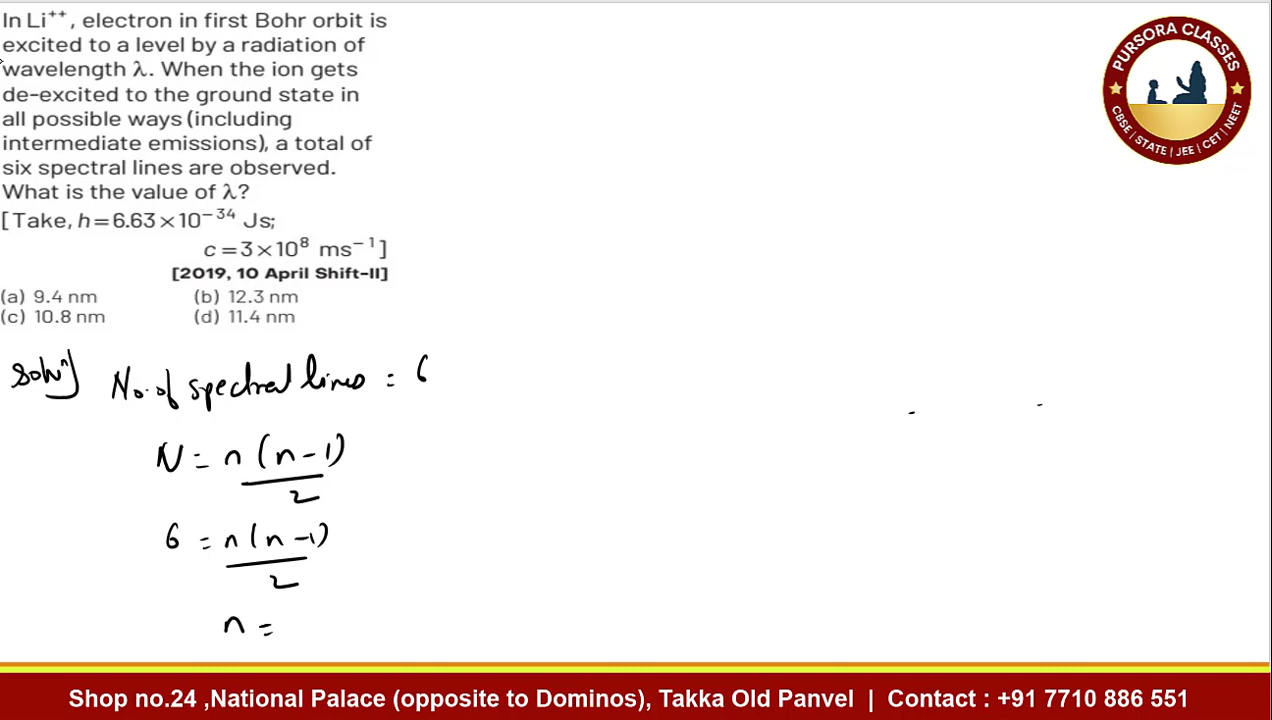 In Li⁺⁺, electron in first Bohr orbit is
excited to a level by a radiation of
wavelength λ. When the ion gets
de-excited to the ground state in
all possible ways (including
intermediate emissions), a total of
six spectral lines are observed.
What is the value of λ?
[Take, h=6.63×10⁻³⁴ Js;
c=3×10⁸ ms⁻¹]
[2019, 10 April Shift-II]
(a) 9.4 nm (b) 12.3 nm
(c) 10.8 nm (d) 11.4 nm
Solⁿ] No. of spectral lines = 6
N = n(n-1)/2
6 = n(n-1)/2
n =
PURSORA CLASSES
CBSE | STATE | JEE | CET | NEET
Shop no.24 ,National Palace (opposite to Dominos), Takka Old Panvel | Contact : +91 7710 886 551